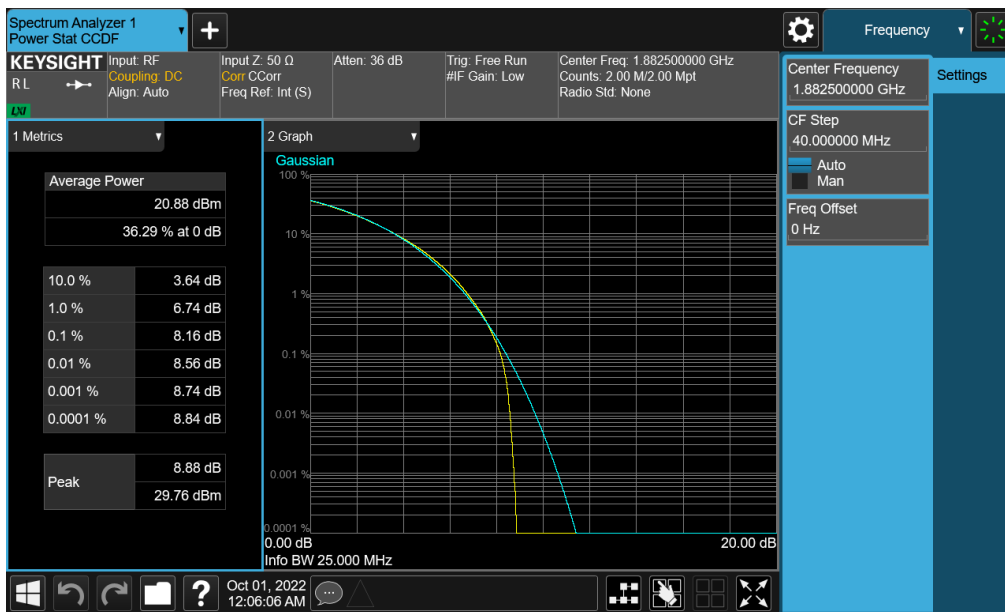 Spectrum Analyzer 1
Power Stat CCDF
Frequency
KEYSIGHT
R L
LXI
Input: RF
Coupling: DC
Align: Auto
Input Z: 50 Ω
Corr CCorr
Freq Ref: Int (S)
Atten: 36 dB
Trig: Free Run
#IF Gain: Low
Center Freq: 1.882500000 GHz
Counts: 2.00 M/2.00 Mpt
Radio Std: None
Center Frequency
1.882500000 GHz
Settings
CF Step
40.000000 MHz
Auto
Man
Freq Offset
0 Hz
1 Metrics
Average Power
20.88 dBm
36.29 % at 0 dB
10.0 % 3.64 dB
1.0 % 6.74 dB
0.1 % 8.16 dB
0.01 % 8.56 dB
0.001 % 8.74 dB
0.0001 % 8.84 dB
Peak
8.88 dB
29.76 dBm
2 Graph
Gaussian
100 %
10 %
1 %
0.1 %
0.01 %
0.001 %
0.0001 %
0.00 dB
20.00 dB
Info BW 25.000 MHz
?
Oct 01, 2022
12:06:06 AM